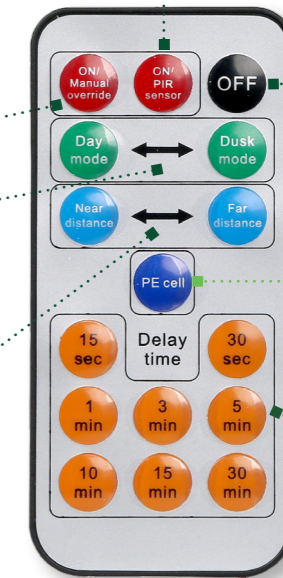 ON/
Manual
override
ON/
PIR
sensor
OFF
Day
mode
Dusk
mode
Near
distance
Far
distance
PE cell
15
sec
Delay
time
30
sec
1
min
3
min
5
min
10
min
15
min
30
min